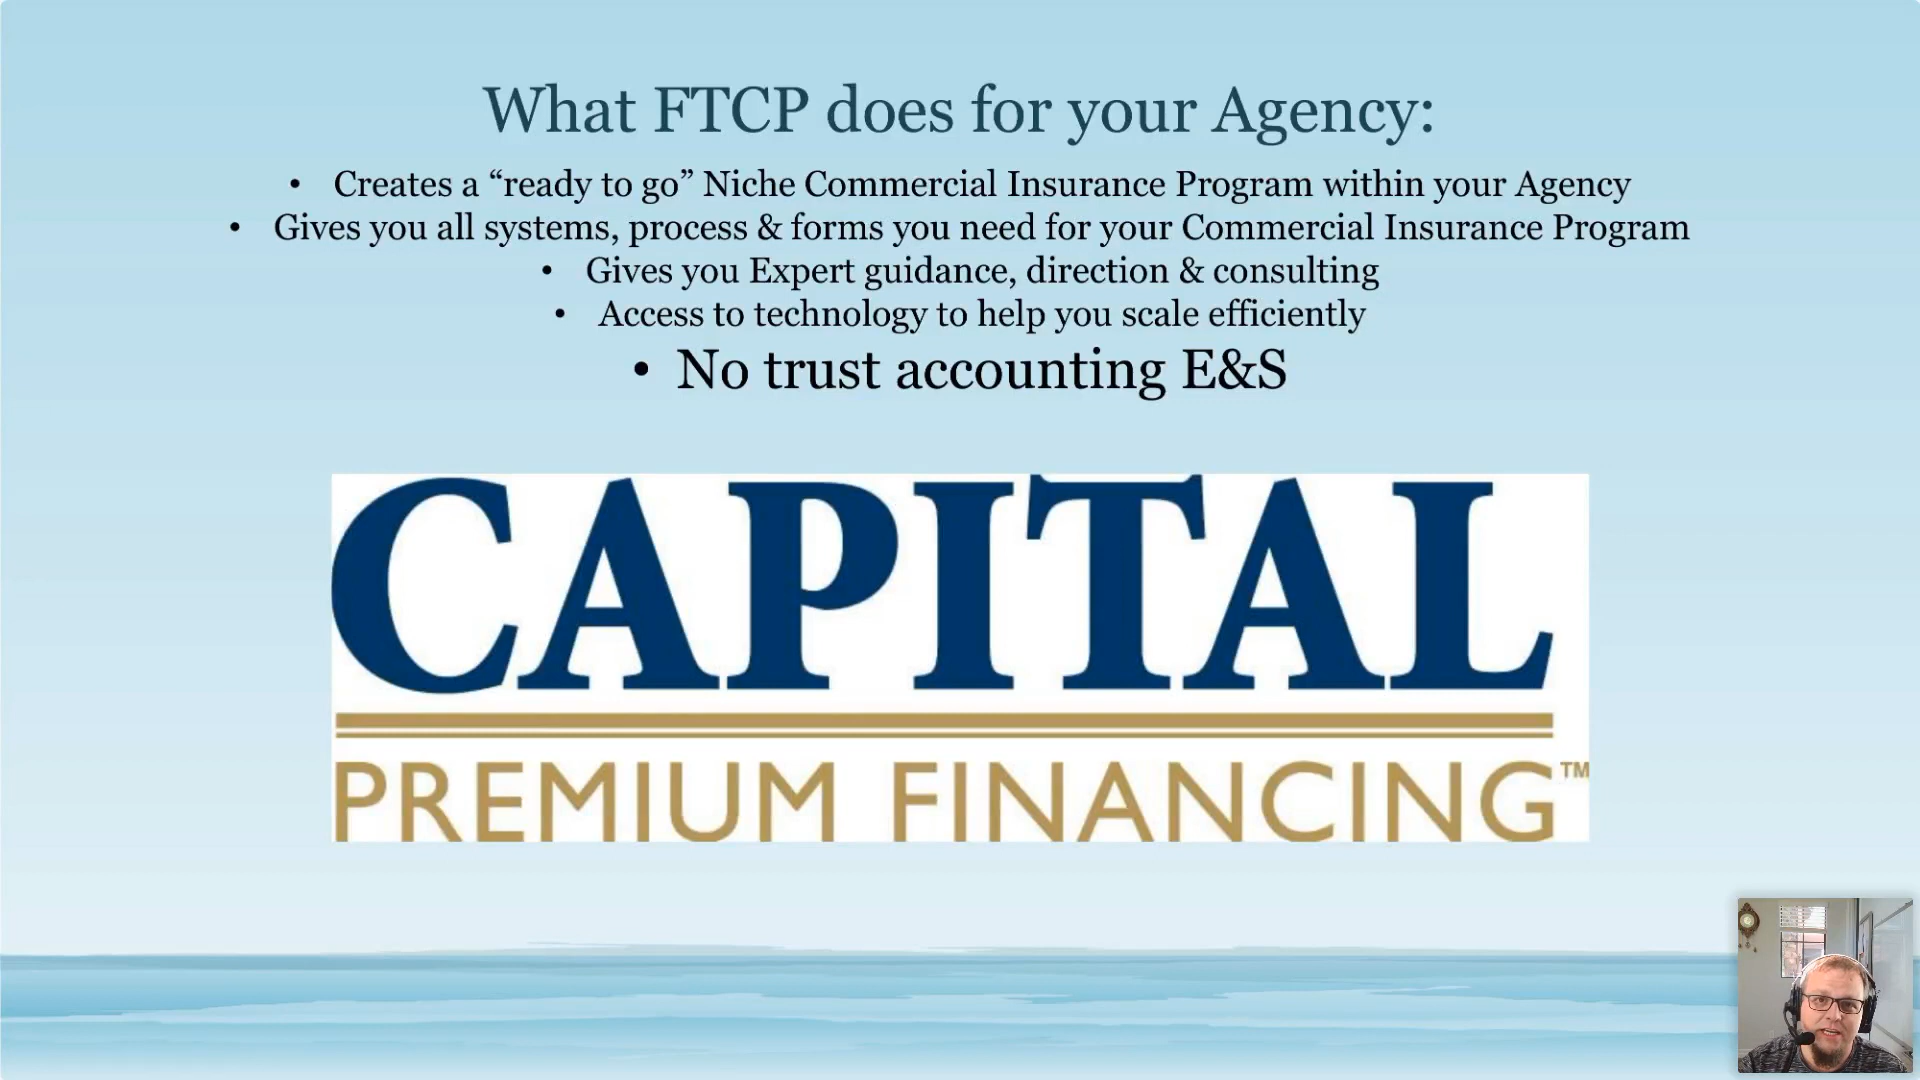 What FTCP does for your Agency:
• Creates a “ready to go” Niche Commercial Insurance Program within your Agency
• Gives you all systems, process & forms you need for your Commercial Insurance Program
• Gives you Expert guidance, direction & consulting
• Access to technology to help you scale efficiently
• No trust accounting E&S
CAPITAL
PREMIUM FINANCING™